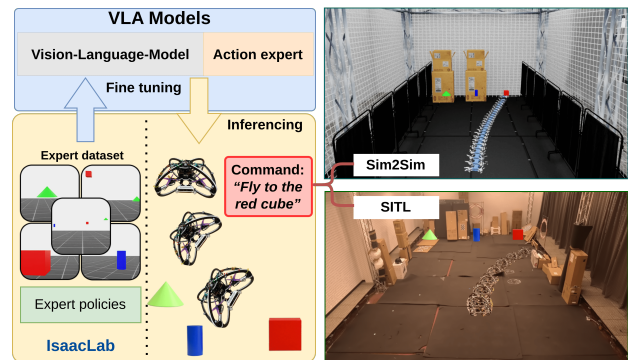 VLA Models
Vision-Language-Model
Action expert
Fine tuning
Inferencing
Expert dataset
Command:
“Fly to the
red cube”
Sim2Sim
SITL
Expert policies
IsaacLab